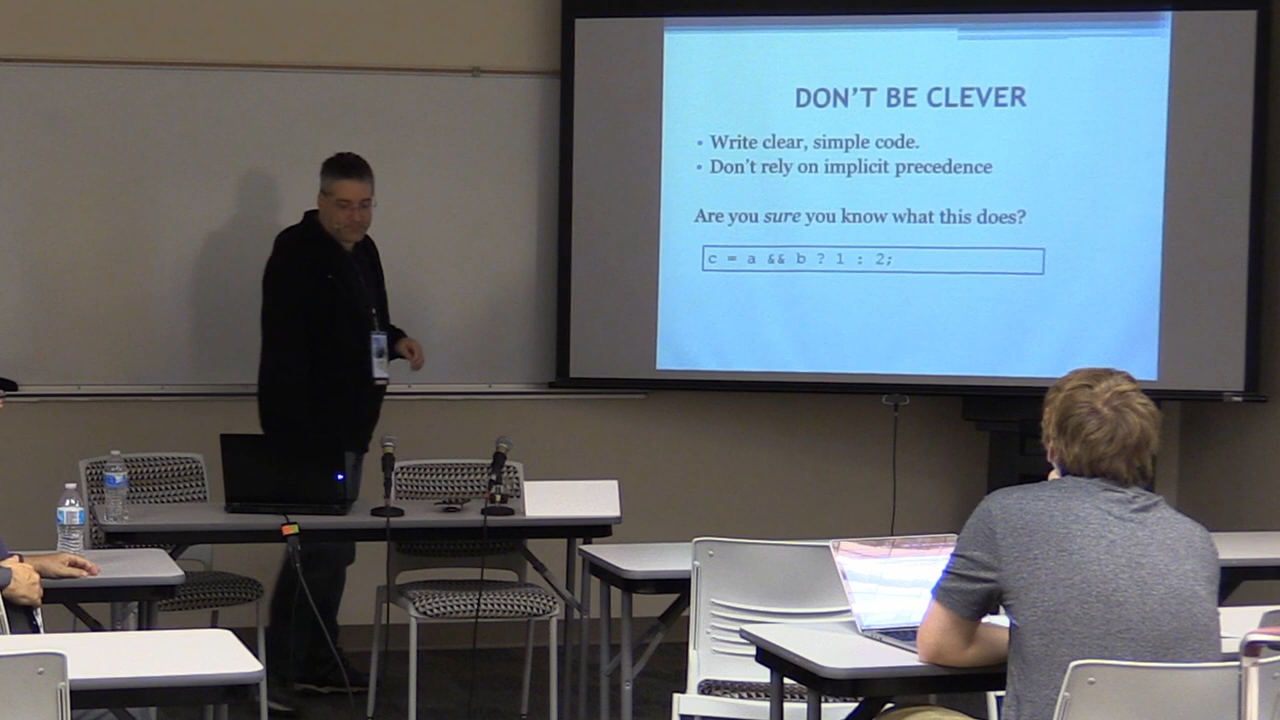 DON'T BE CLEVER
• Write clear, simple code.
• Don't rely on implicit precedence
Are you sure you know what this does?
c = a && b ? 1 : 2;